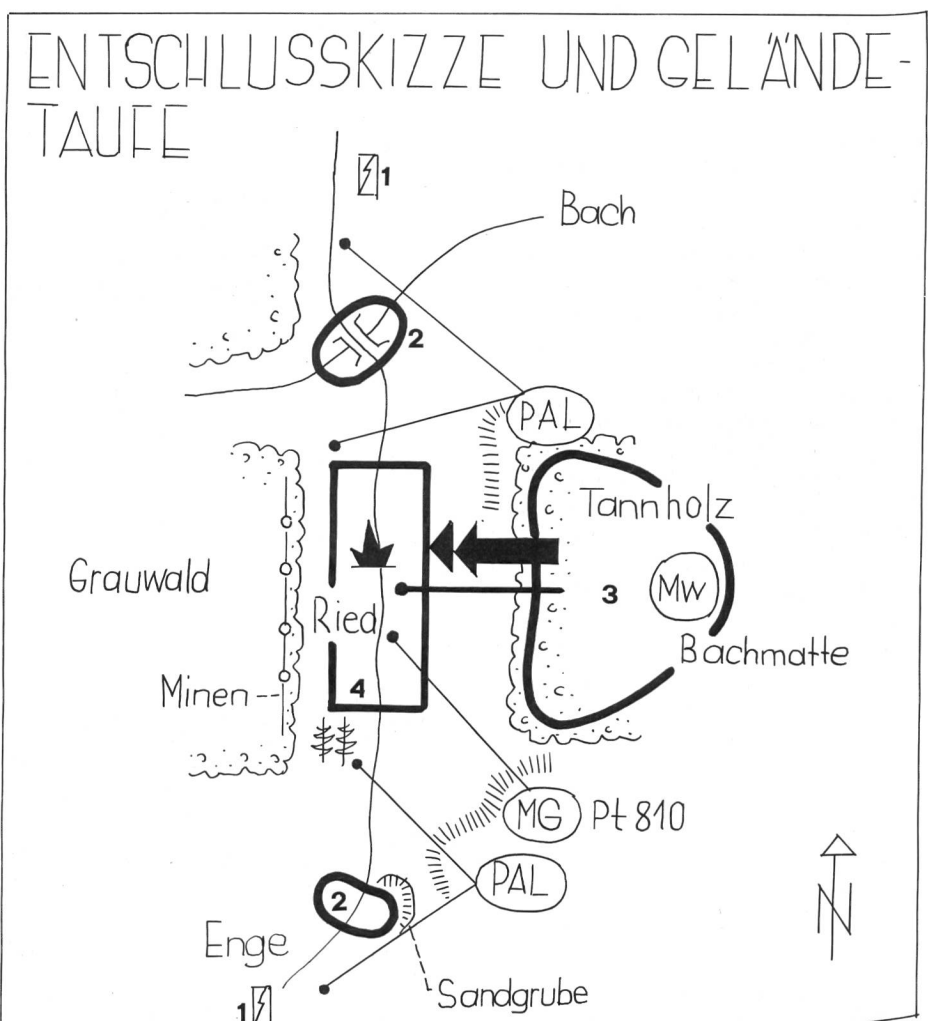 ENTSCHLUSSKIZZE UND GELÄNDE-
TAUFE
1
Bach
2
PAL
Tannholz
Grauwald
3
Mw
Ried
Bachmatte
4
Minen
MG Pt 810
PAL
2
Enge
Sandgrube
1
N